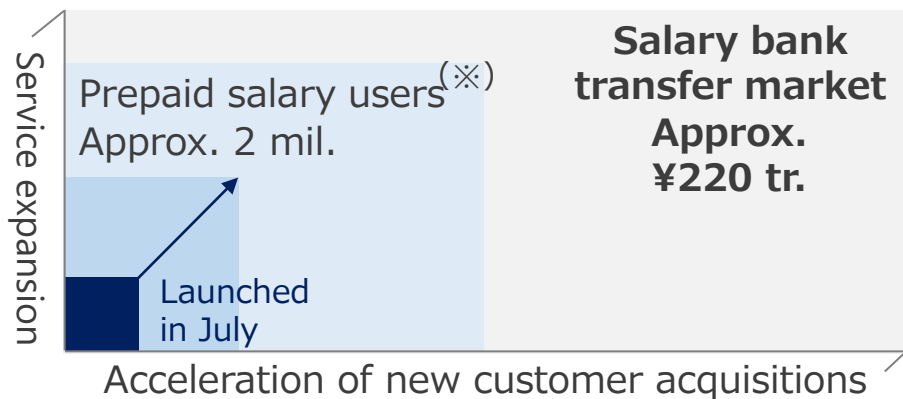 Service expansion
Prepaid salary users(※)
Approx. 2 mil.
Salary bank
transfer market
Approx.
¥220 tr.
Launched
in July
Acceleration of new customer acquisitions